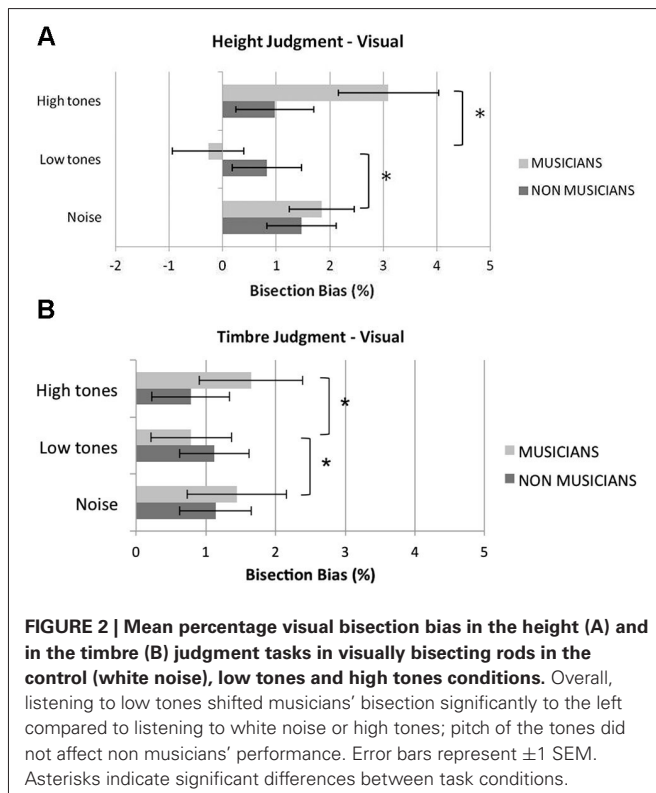 A
Height Judgment - Visual
High tones
*
Low tones
MUSICIANS
*
NON MUSICIANS
Noise
-2 -1 0 1 2 3 4 5
Bisection Bias (%)
B
Timbre Judgment - Visual
High tones
*
Low tones
MUSICIANS
*
NON MUSICIANS
Noise
0 1 2 3 4 5
Bisection Bias (%)
FIGURE 2 | Mean percentage visual bisection bias in the height (A) and
in the timbre (B) judgment tasks in visually bisecting rods in the
control (white noise), low tones and high tones conditions. Overall,
listening to low tones shifted musicians' bisection significantly to the left
compared to listening to white noise or high tones; pitch of the tones did
not affect non musicians' performance. Error bars represent ±1 SEM.
Asterisks indicate significant differences between task conditions.